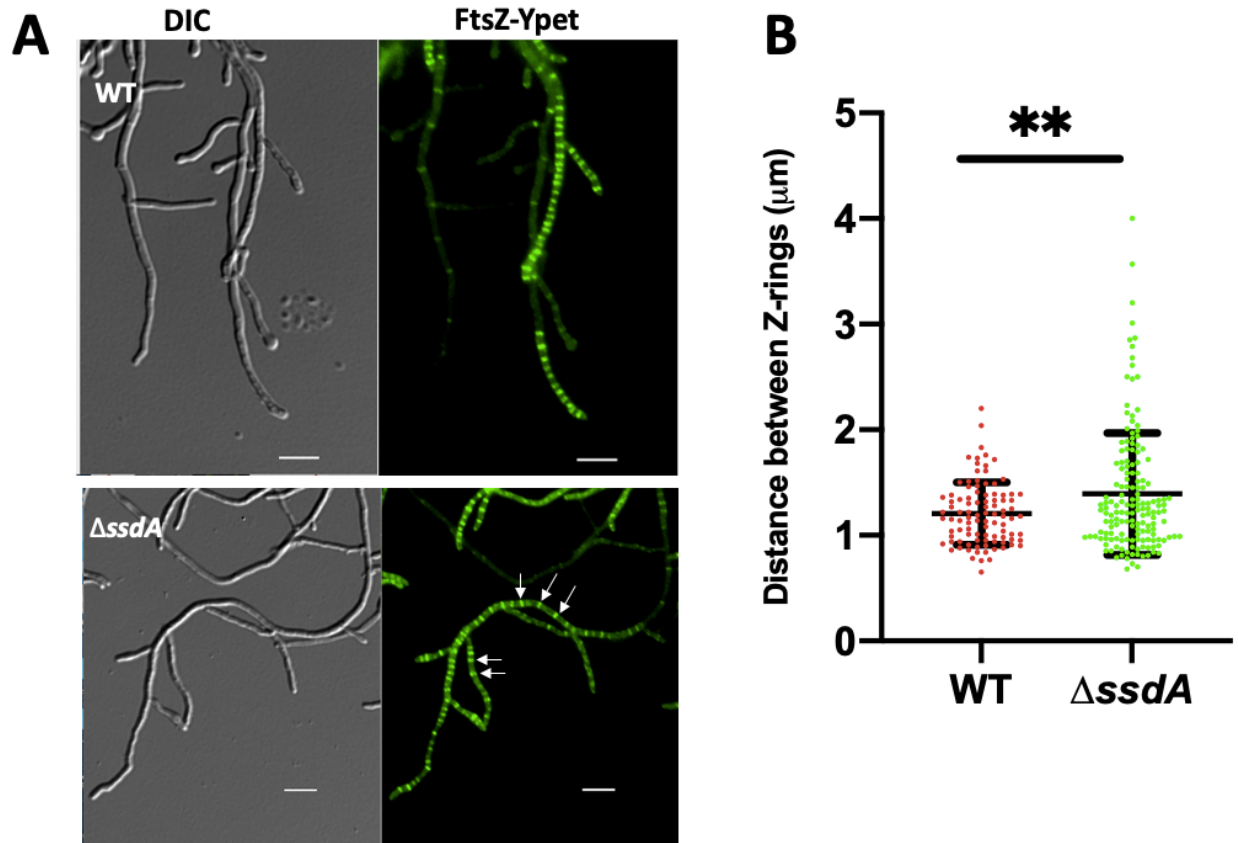 A
DIC
FtsZ-Ypet
WT
ΔssdA
B
**
Distance between Z-rings (μm)
5
4
3
2
1
0
WT
ΔssdA